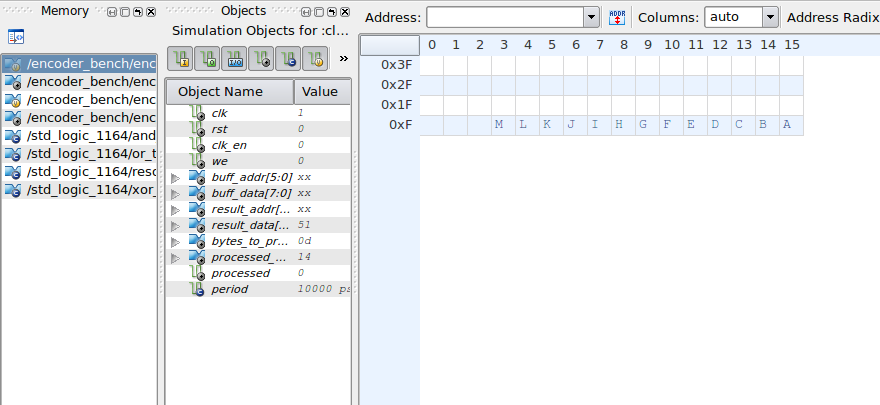 Memory
/encoder_bench/enc
/encoder_bench/enc
/encoder_bench/enc
/encoder_bench/enc
/std_logic_1164/and
/std_logic_1164/or_t
/std_logic_1164/reso
/std_logic_1164/xor_
Objects
Simulation Objects for :cl...
»
Object Name Value
clk 1
rst 0
clk_en 0
we 0
buff_addr[5:0] xx
buff_data[7:0] xx
result_addr[... xx
result_data[... 51
bytes_to_pr... 0d
processed_... 14
processed 0
period 10000 ps
Address: ADDR Columns: auto Address Radix
0 1 2 3 4 5 6 7 8 9 10 11 12 13 14 15
0x3F
0x2F
0x1F
0xF M L K J I H G F E D C B A